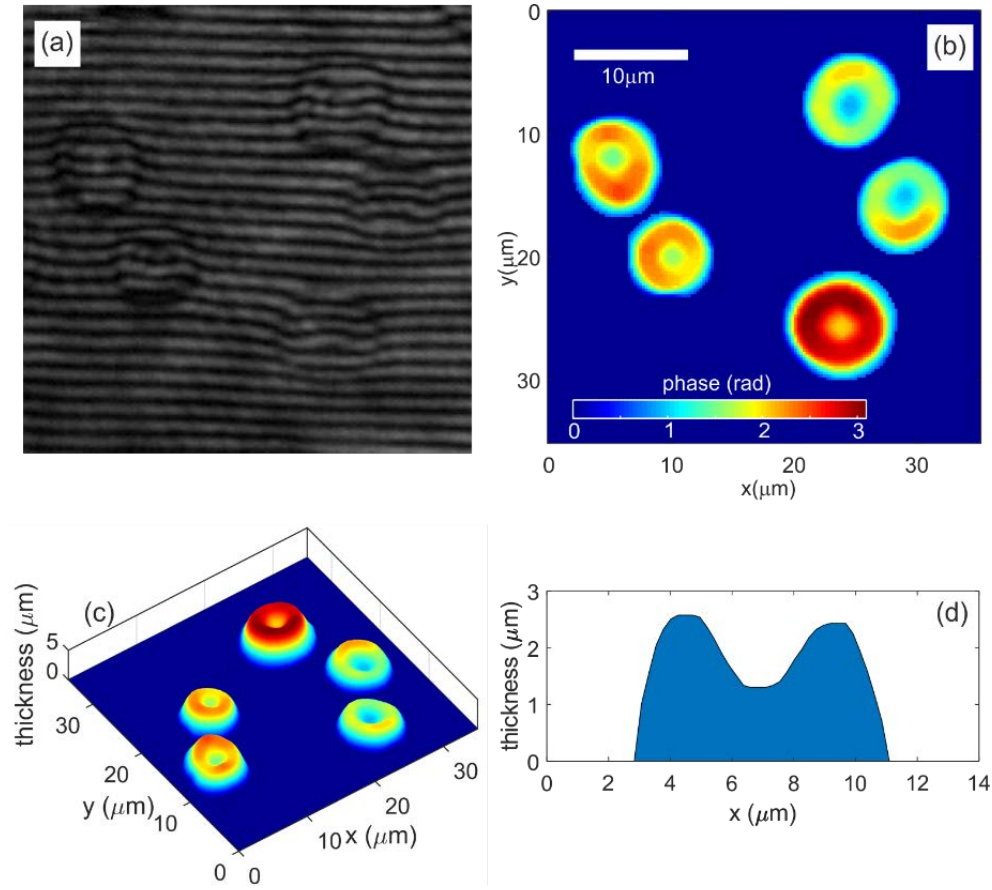 (a)
(b)
0
10
20
30
y(μm)
10μm
phase (rad)
0 1 2 3
0 10 20 30
x(μm)
(c)
thickness (μm)
5
0
30
20
10
0
y (μm)
0
10
20
30
x (μm)
(d)
thickness (μm)
3
2
1
0
0 2 4 6 8 10 12 14
x (μm)